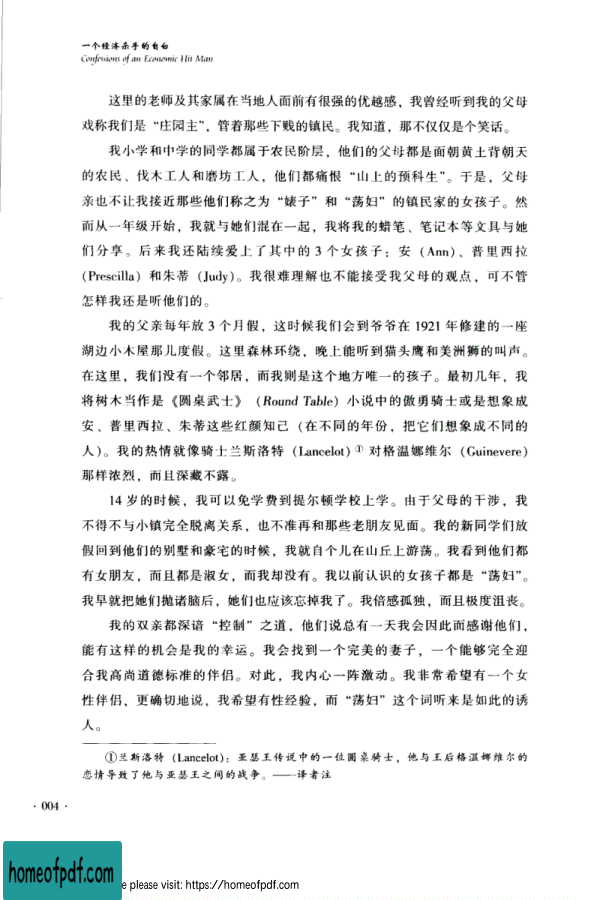 一个经济杀手的自白
Confessions of an Economic Hit Man
这里的老师及其家属在当地人面前有很强的优越感，我曾经听到我的父母
戏称我们是“庄园主”，管着那些下贱的镇民。我知道，那不仅仅是个笑话。
我小学和中学的同学都属于农民阶层，他们的父母都是面朝黄土背朝天
的农民、伐木工人和磨坊工人，他们都痛恨“山上的预科生”。于是，父母
亲也不让我接近那些他们称之为“婊子”和“荡妇”的镇民家的女孩子。然
而从一年级开始，我就与她们混在一起，我将我的蜡笔、笔记本等文具与她
们分享。后来我还陆续爱上了其中的 3 个女孩子：安（Ann）、普里西拉
（Prescilla）和朱蒂（Judy）。我很难理解也不能接受我父母的观点，可不管
怎样我还是听他们的。
我的父亲每年放 3 个月假，这时候我们会到爷爷在 1921 年修建的一座
湖边小木屋那儿度假。这里森林环绕，晚上能听到猫头鹰和美洲狮的叫声。
在这里，我们没有一个邻居，而我则是这个地方唯一的孩子。最初几年，我
将树木当作是《圆桌武士》（Round Table）小说中的傲勇骑士或是想象成
安、普里西拉、朱蒂这些红颜知己（在不同的年份，把它们想象成不同的
人）。我的热情就像骑士兰斯洛特（Lancelot）① 对格温娜维尔（Guinevere）
那样浓烈，而且深藏不露。
14 岁的时候，我可以免学费到提尔顿学校上学。由于父母的干涉，我
不得不与小镇完全脱离关系，也不准再和那些老朋友见面。我的新同学们放
假回到他们的别墅和豪宅的时候，我就自个儿在山丘上游荡。我看到他们都
有女朋友，而且都是淑女，而我却没有。我以前认识的女孩子都是“荡妇”。
我早就把她们抛诸脑后，她们也应该忘掉我了。我倍感孤独，而且极度沮丧。
我的双亲都深谙“控制”之道，他们说总有一天我会因此而感谢他们，
能有这样的机会是我的幸运。我会找到一个完美的妻子，一个能够完全迎
合我高尚道德标准的伴侣。对此，我内心一阵激动。我非常希望有一个女
性伴侣，更确切地说，我希望有性经验，而“荡妇”这个词听来是如此的诱
人。
①兰斯洛特（Lancelot）：亚瑟王传说中的一位圆桌骑士，他与王后格温娜维尔的
恋情导致了他与亚瑟王之间的战争。——译者注
· 004 ·
homeofpdf.com
e please visit: https://homeofpdf.com